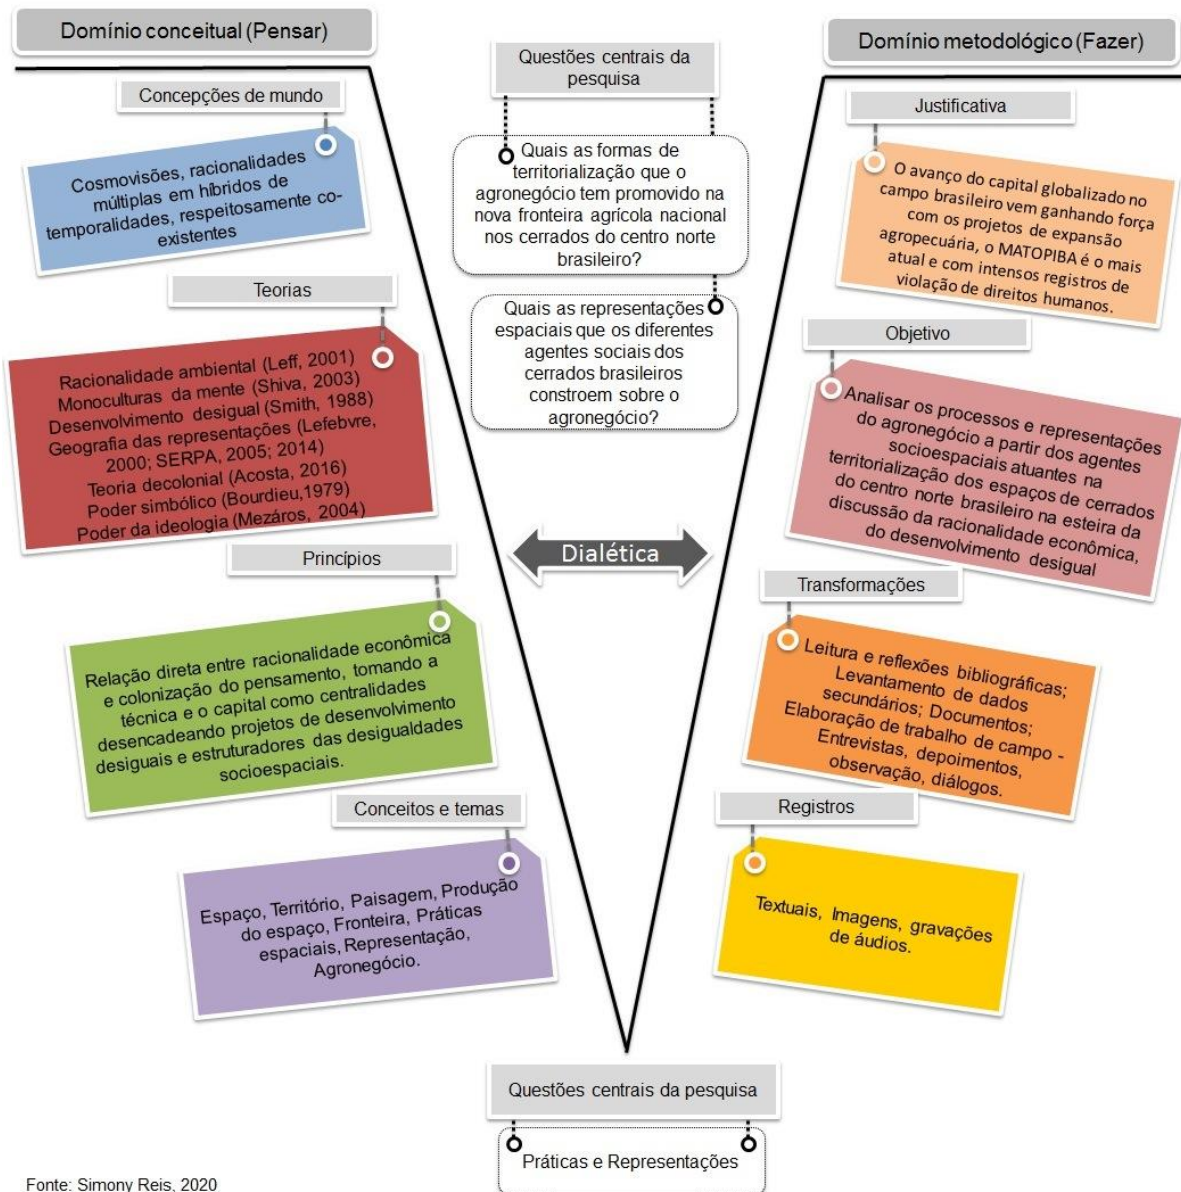 Domínio conceitual (Pensar)
Concepções de mundo
Cosmovisões, racionalidades
múltiplas em híbridos de
temporalidades, respeitosamente co-
existentes
Teorias
Racionalidade ambiental (Leff, 2001)
Monoculturas da mente (Shiva, 2003)
Desenvolvimento desigual (Smith, 1988)
Geografia das representações (Lefebvre,
2000; SERPA, 2005; 2014)
Teoria decolonial (Acosta, 2016)
Poder simbólico (Bourdieu,1979)
Poder da ideologia (Mezáros, 2004)
Princípios
Relação direta entre racionalidade econômica
e colonização do pensamento, tomando a
técnica e o capital como centralidades
desencadeando projetos de desenvolvimento
desiguais e estruturadores das desigualdades
socioespaciais.
Conceitos e temas
Espaço, Território, Paisagem, Produção
do espaço, Fronteira, Práticas
espaciais, Representação,
Agronegócio.
Questões centrais da
pesquisa
Quais as formas de
territorialização que o
agronegócio tem promovido na
nova fronteira agrícola nacional
nos cerrados do centro norte
brasileiro?
Quais as representações
espaciais que os diferentes
agentes sociais dos
cerrados brasileiros
constroem sobre o
agronegócio?
Dialética
Domínio metodológico (Fazer)
Justificativa
O avanço do capital globalizado no
campo brasileiro vem ganhando força
com os projetos de expansão
agropecuária, o MATOPIBA é o mais
atual e com intensos registros de
violação de direitos humanos.
Objetivo
Analisar os processos e representações
do agronegócio a partir dos agentes
socioespaciais atuantes na
territorialização dos espaços de cerrados
do centro norte brasileiro na esteira da
discussão da racionalidade econômica,
do desenvolvimento desigual
Transformações
Leitura e reflexões bibliográficas;
Levantamento de dados
secundários; Documentos;
Elaboração de trabalho de campo -
Entrevistas, depoimentos,
observação, diálogos.
Registros
Textuais, Imagens, gravações
de áudios.
Questões centrais da pesquisa
Práticas e Representações
Fonte: Simony Reis, 2020